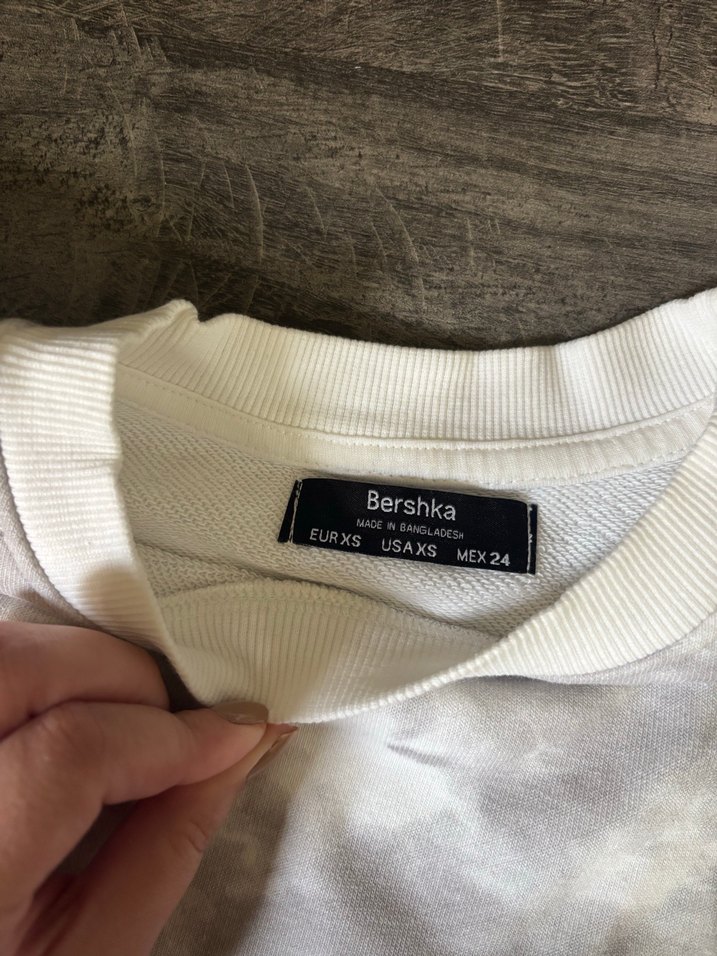 Bershka
MADE IN BANGLADESH
EUR XS USA XS MEX 24